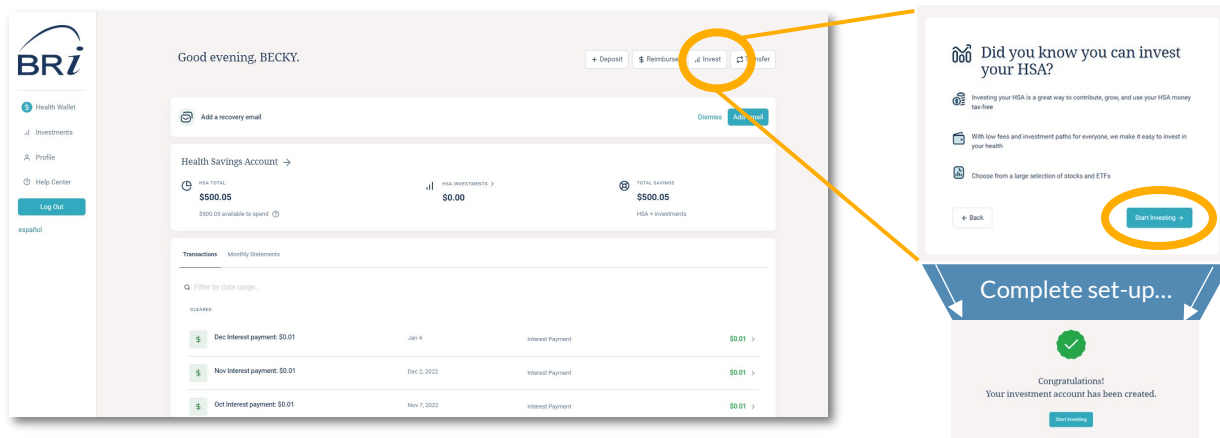 BRi
Health Wallet
Investments
Profile
Help Center
Log Out
español
Good evening, BECKY.
+ Deposit
$ Reimburse
Invest
Transfer
Add a recovery email
Dismiss
Add email
Health Savings Account →
HSA TOTAL
$500.05
$500.05 available to spend
HSA INVESTMENTS >
$0.00
TOTAL SAVINGS
$500.05
HSA + Investments
Transactions Monthly Statements
Filter by date range...
CLEARED
$ Dec Interest payment: $0.01 Jan 4 Interest Payment $0.01 >
$ Nov Interest payment: $0.01 Dec 2, 2022 Interest Payment $0.01 >
$ Oct Interest payment: $0.01 Nov 7, 2022 Interest Payment $0.01 >
Did you know you can invest
your HSA?
Investing your HSA is a great way to contribute, grow, and use your HSA money
tax-free
With low fees and investment paths for everyone, we make it easy to invest in
your health
Choose from a large selection of stocks and ETFs
← Back
Start Investing →
Complete set-up...
Congratulations!
Your investment account has been created.
Start Investing